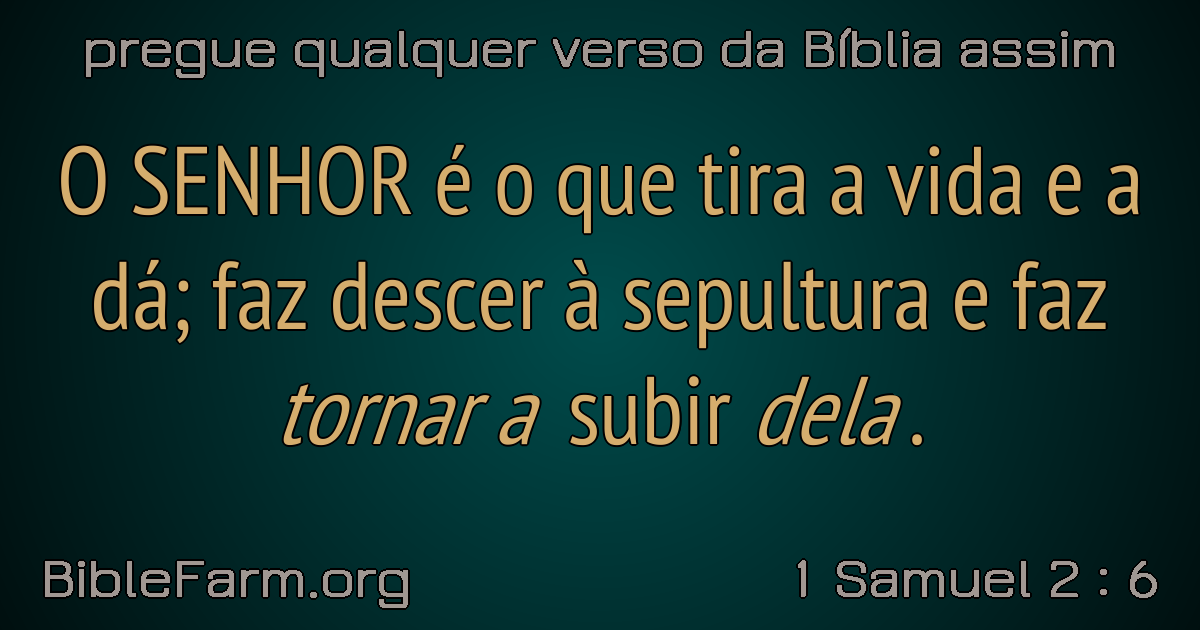 pregue qualquer verso da Bíblia assim
O SENHOR é o que tira a vida e a
dá; faz descer à sepultura e faz
tornar a subir dela.
BibleFarm.org
1 Samuel 2 : 6